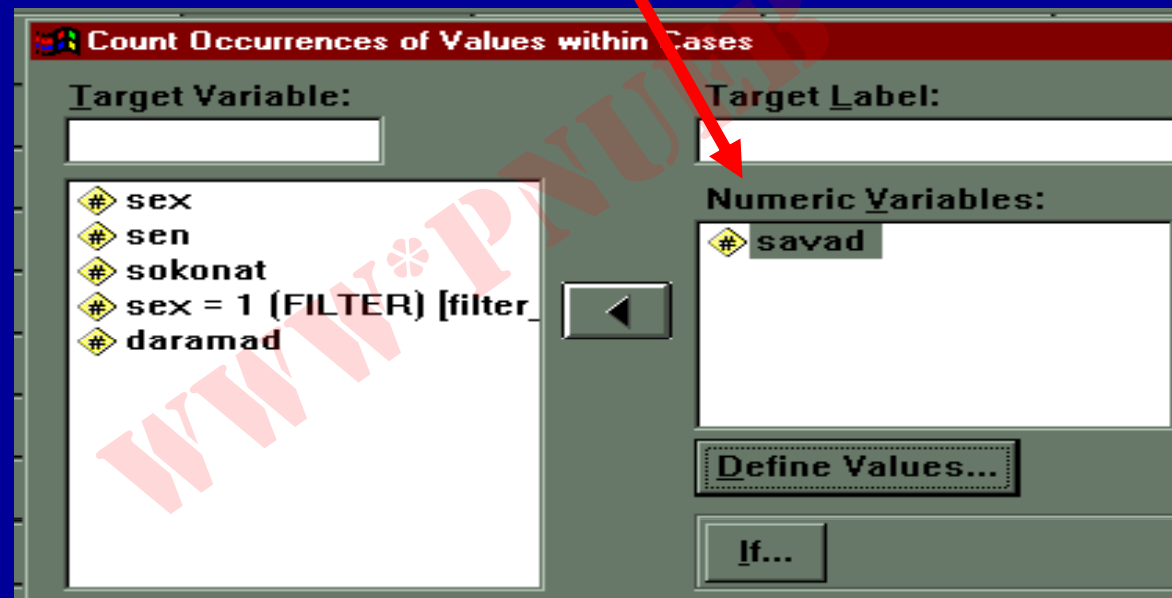 Count Occurrences of Values within Cases
Target Variable:
Target Label:
sex
sen
sokonat
sex = 1 (FILTER) [filter_
daramad
Numeric Variables:
savad
Define Values...
If...
WWW*PNUEB